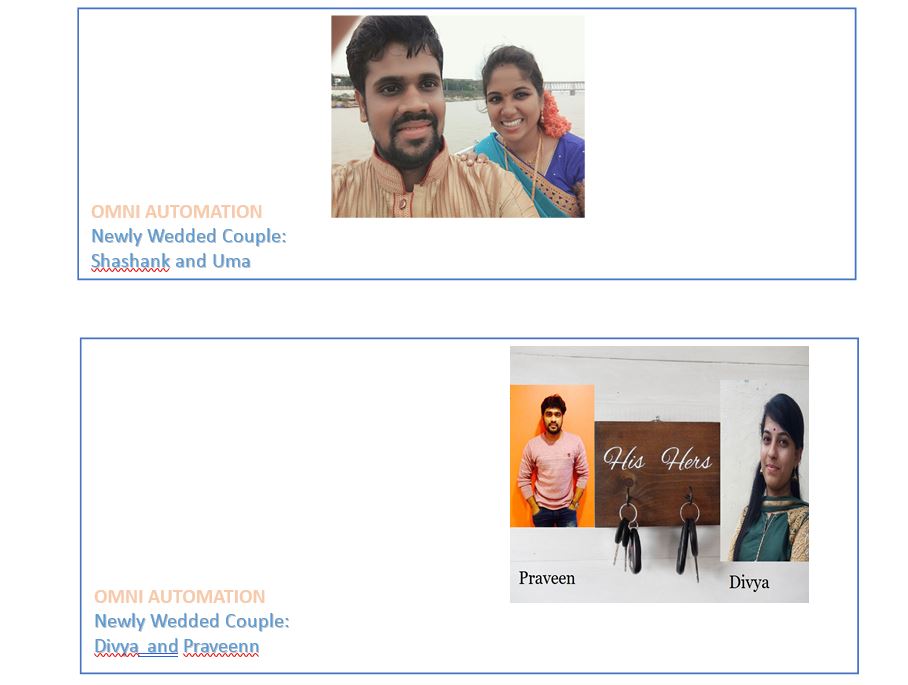 OMNI AUTOMATION
Newly Wedded Couple:
Shashank and Uma
His Hers
Praveen
Divya
OMNI AUTOMATION
Newly Wedded Couple:
Divya and Praveenn